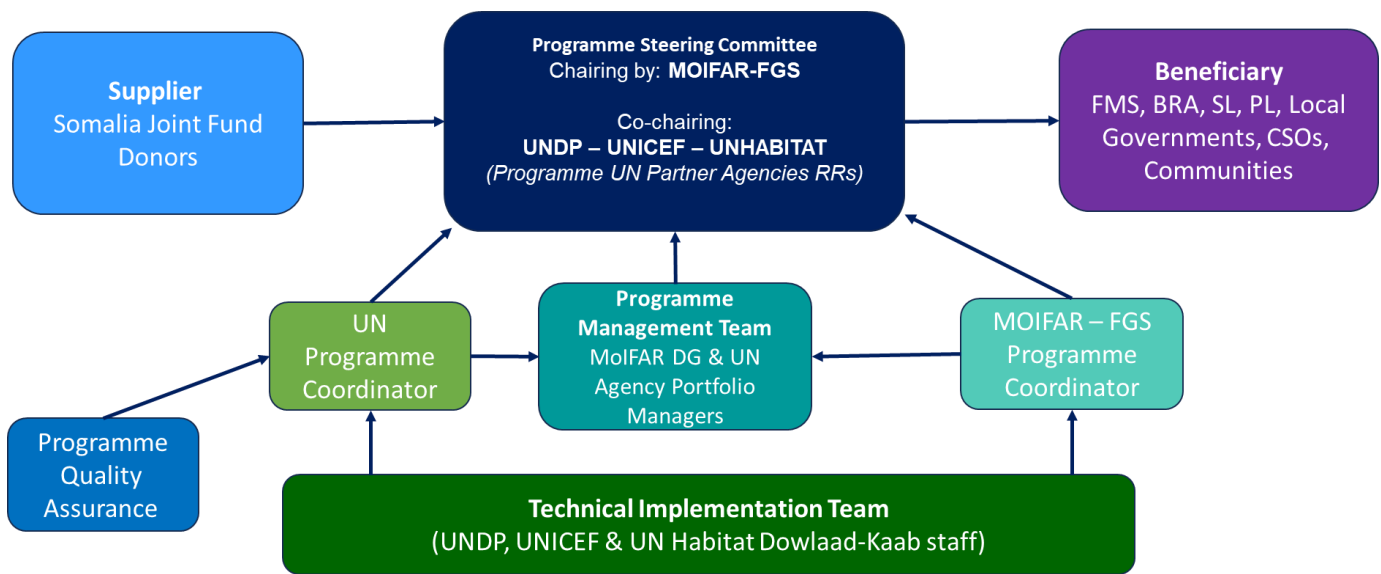 Supplier
Somalia Joint Fund
Donors
Programme Steering Committee
Chairing by: MOIFAR-FGS
Co-chairing:
UNDP – UNICEF – UNHABITAT
(Programme UN Partner Agencies RRs)
Beneficiary
FMS, BRA, SL, PL, Local
Governments, CSOs,
Communities
UN
Programme
Coordinator
Programme
Management Team
MoIFAR DG & UN
Agency Portfolio
Managers
MOIFAR – FGS
Programme
Coordinator
Programme
Quality
Assurance
Technical Implementation Team
(UNDP, UNICEF & UN Habitat Dowlaad-Kaab staff)